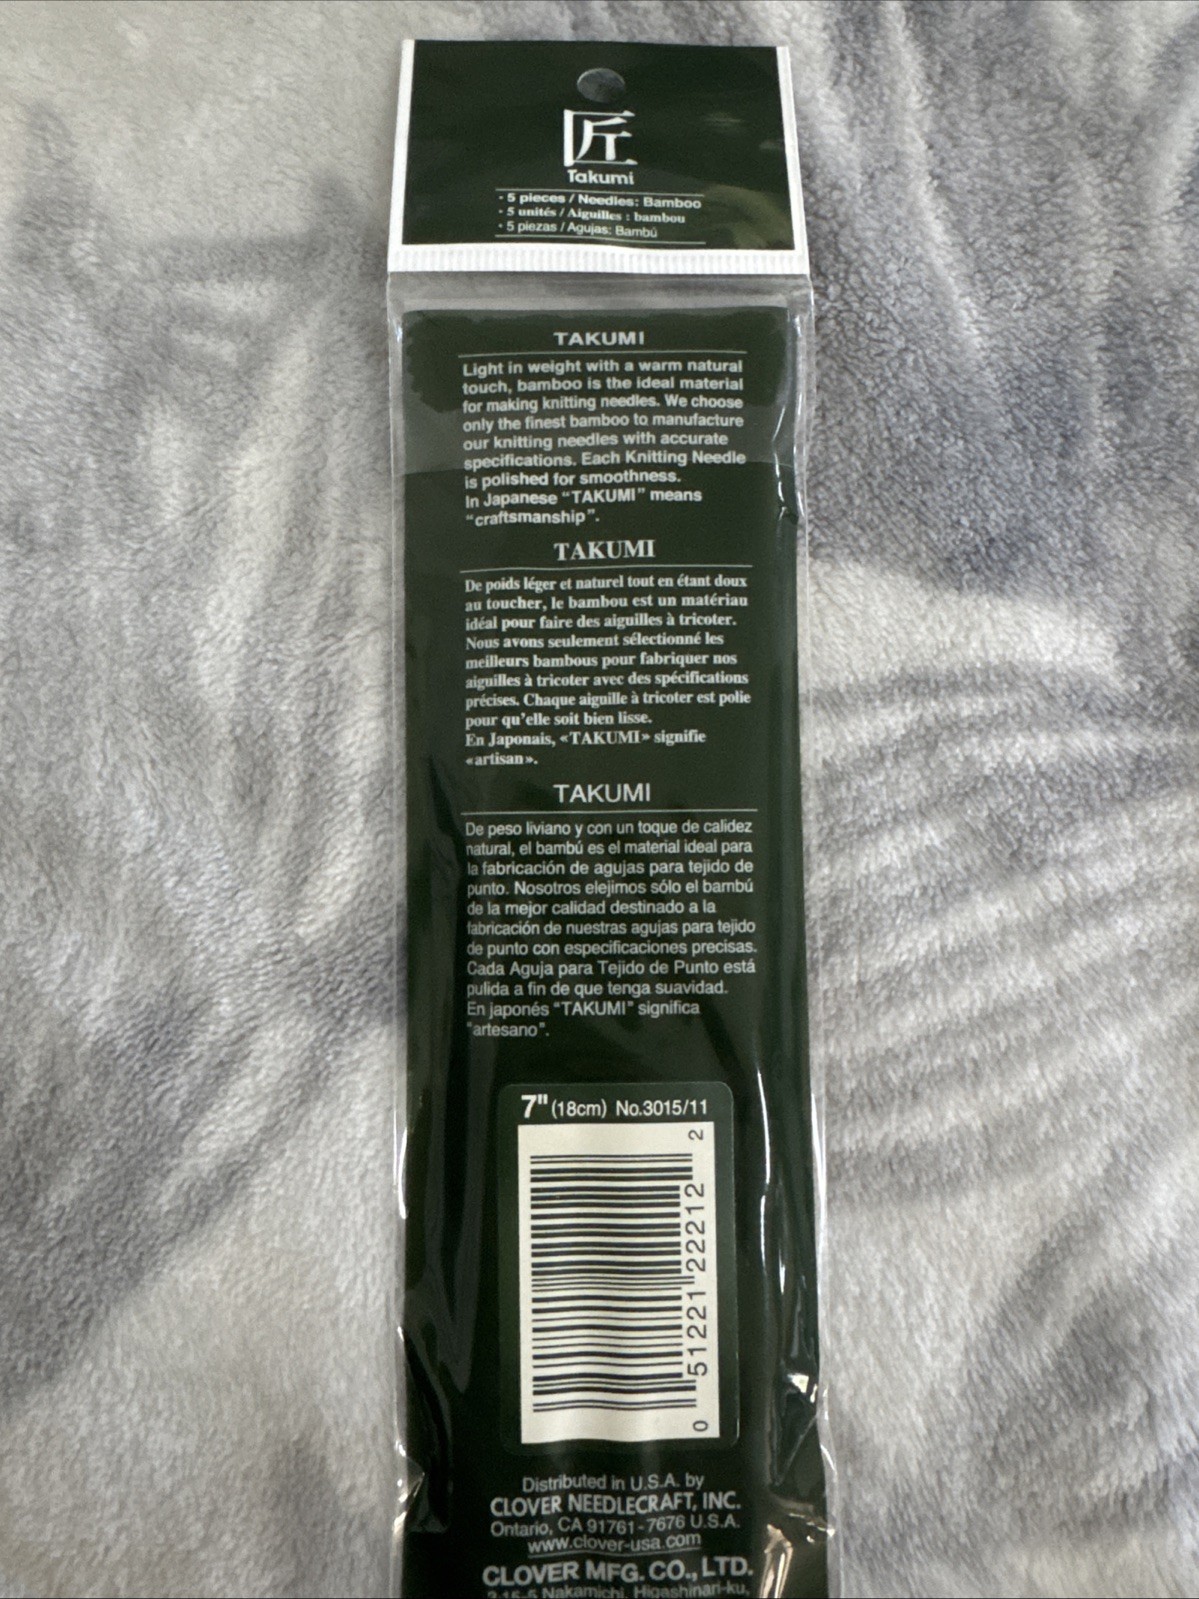 匠
Takumi
· 5 pieces / Needles: Bamboo
· 5 unités / Aiguilles : bambou
· 5 piezas / Agujas: Bambú
TAKUMI
Light in weight with a warm natural
touch, bamboo is the ideal material
for making knitting needles. We choose
only the finest bamboo to manufacture
our knitting needles with accurate
specifications. Each Knitting Needle
is polished for smoothness.
In Japanese “TAKUMI” means
“craftsmanship”.
TAKUMI
De poids léger et naturel tout en étant doux
au toucher, le bambou est un matériau
idéal pour faire des aiguilles à tricoter.
Nous avons seulement sélectionné les
meilleurs bambous pour fabriquer nos
aiguilles à tricoter avec des spécifications
précises. Chaque aiguille à tricoter est polie
pour qu’elle soit bien lisse.
En Japonais, «TAKUMI» signifie
«artisan».
TAKUMI
De peso liviano y con un toque de calidez
natural, el bambú es el material ideal para
la fabricación de agujas para tejido de
punto. Nosotros elejimos sólo el bambú
de la mejor calidad destinado a la
fabricación de nuestras agujas para tejido
de punto con especificaciones precisas.
Cada Aguja para Tejido de Punto está
pulida a fin de que tenga suavidad.
En japonés “TAKUMI” significa
“artesano”.
7" (18cm) No.3015/11
0 51221 22212 2
Distributed in U.S.A. by
CLOVER NEEDLECRAFT, INC.
Ontario, CA 91761-7676 U.S.A.
www.clover-usa.com
CLOVER MFG. CO., LTD.
3-15-5 Nakamichi, Higashinari-ku,